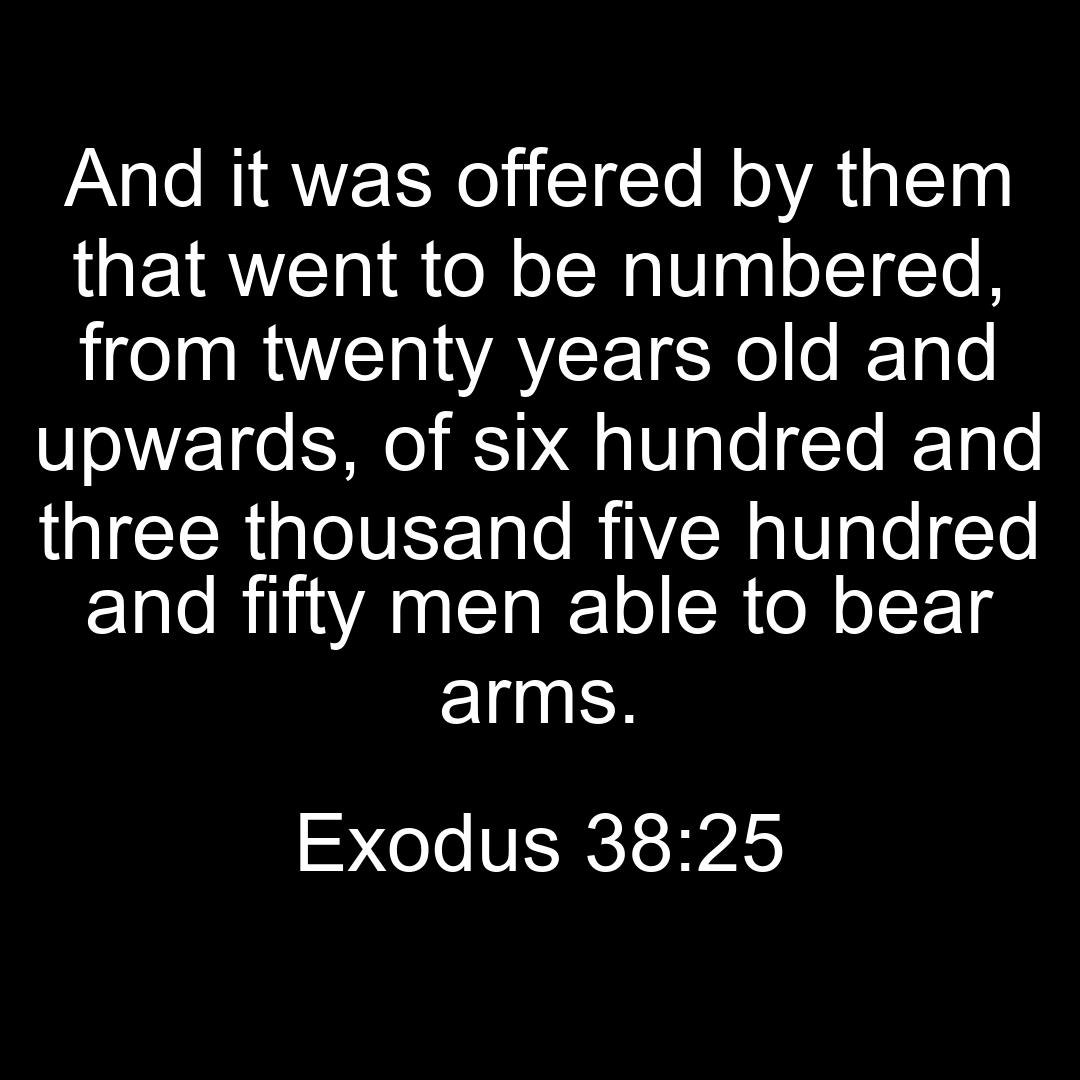 And it was offered by them
that went to be numbered,
from twenty years old and
upwards, of six hundred and
three thousand five hundred
and fifty men able to bear
arms.
Exodus 38:25